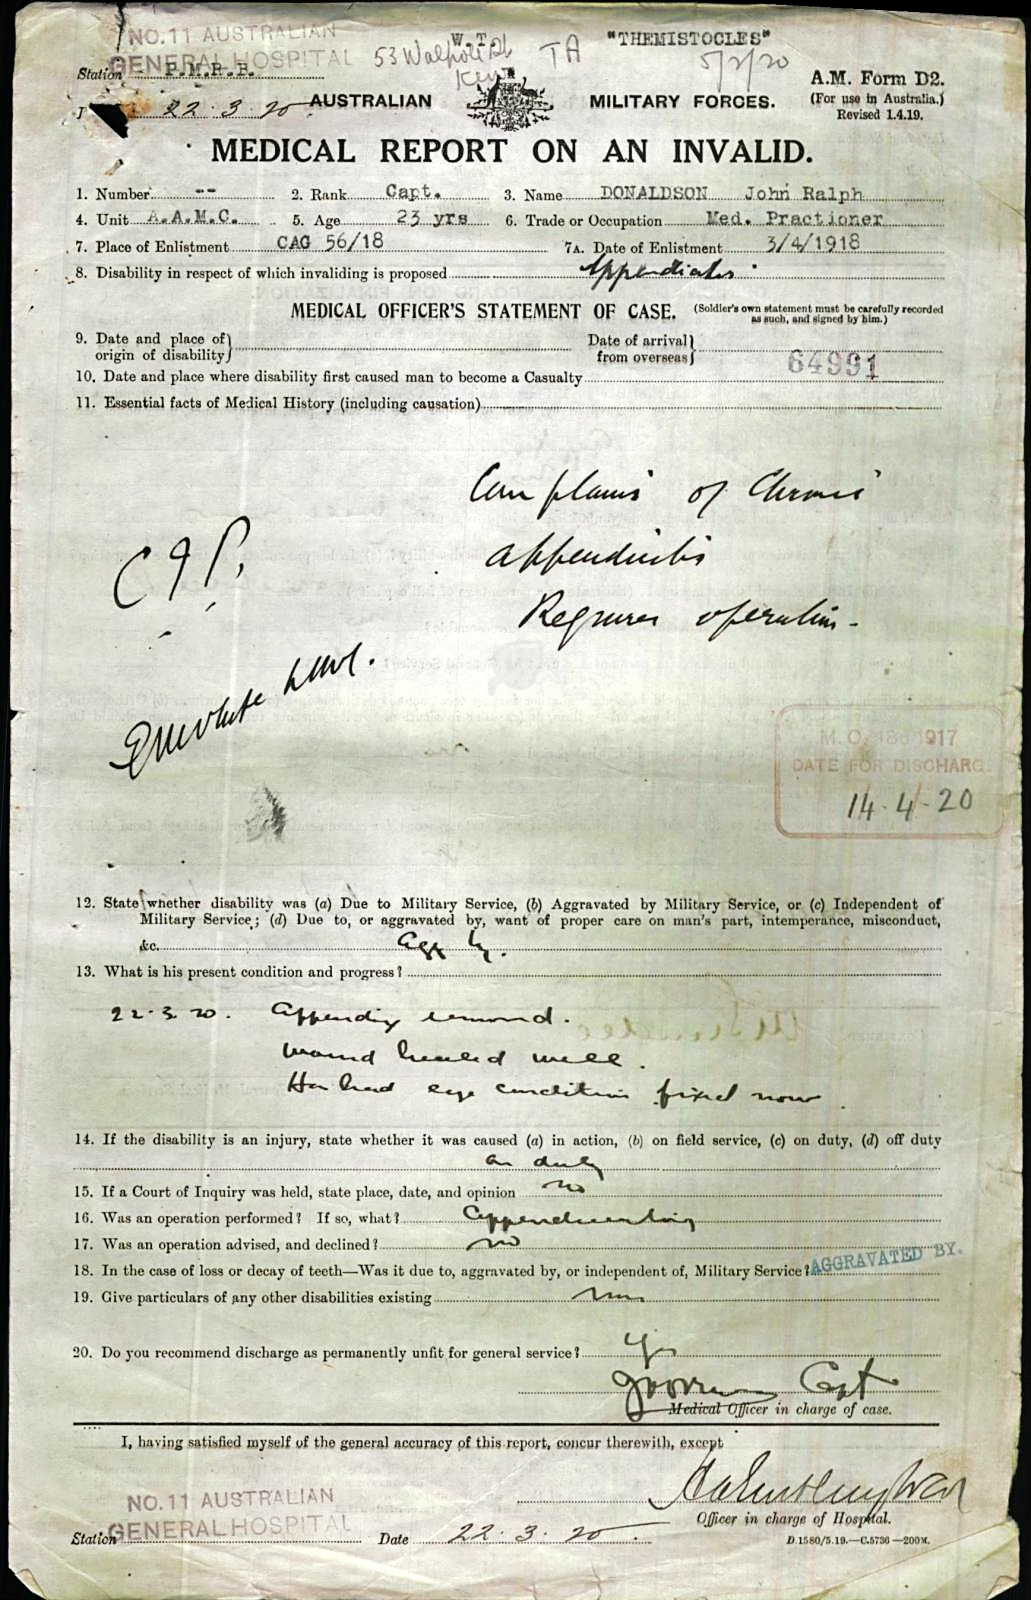 NO. 11 AUSTRALIAN
GENERAL HOSPITAL
53 Walpole St
Kew
W.T.
TA
"THEMISTOCLES"
5/2/20
Station P.M.R.B.
22.3.20
AUSTRALIAN MILITARY FORCES.
A.M. Form D2.
(For use in Australia.)
Revised 1.4.19.
MEDICAL REPORT ON AN INVALID.
1. Number -- 2. Rank Capt. 3. Name DONALDSON John Ralph
4. Unit A.A.M.C. 5. Age 23 yrs 6. Trade or Occupation Med. Practioner
7. Place of Enlistment CAG 56/18 7A. Date of Enlistment 3/4/1918
8. Disability in respect of which invaliding is proposed Appendicitis
MEDICAL OFFICER'S STATEMENT OF CASE. (Soldier's own statement must be carefully recorded
as such, and signed by him.)
9. Date and place of
origin of disability
Date of arrival
from overseas
64991
10. Date and place where disability first caused man to become a Casualty
11. Essential facts of Medical History (including causation)
Complains of Chronic
appendicitis
Requires operation -
M.O. 1917
DATE FOR DISCHARG
14-4-20
12. State whether disability was (a) Due to Military Service, (b) Aggravated by Military Service, or (c) Independent of
Military Service; (d) Due to, or aggravated by, want of proper care on man's part, intemperance, misconduct,
&c. Agg by.
13. What is his present condition and progress?
22.3.20. Appendix removed.
Wound healed well.
Has had eye condition fixed now.
14. If the disability is an injury, state whether it was caused (a) in action, (b) on field service, (c) on duty, (d) off duty
on duty
15. If a Court of Inquiry was held, state place, date, and opinion no
16. Was an operation performed? If so, what? Appendicectomy
17. Was an operation advised, and declined? no
18. In the case of loss or decay of teeth—Was it due to, aggravated by, or independent of, Military Service? AGGRAVATED BY.
19. Give particulars of any other disabilities existing
20. Do you recommend discharge as permanently unfit for general service? Yes
Capt
Medical Officer in charge of case.
I, having satisfied myself of the general accuracy of this report, concur therewith, except
NO. 11 AUSTRALIAN
GENERAL HOSPITAL
Officer in charge of Hospital.
Station Date 22.3.20.
D.1580/5.19.—C.5736—200M.